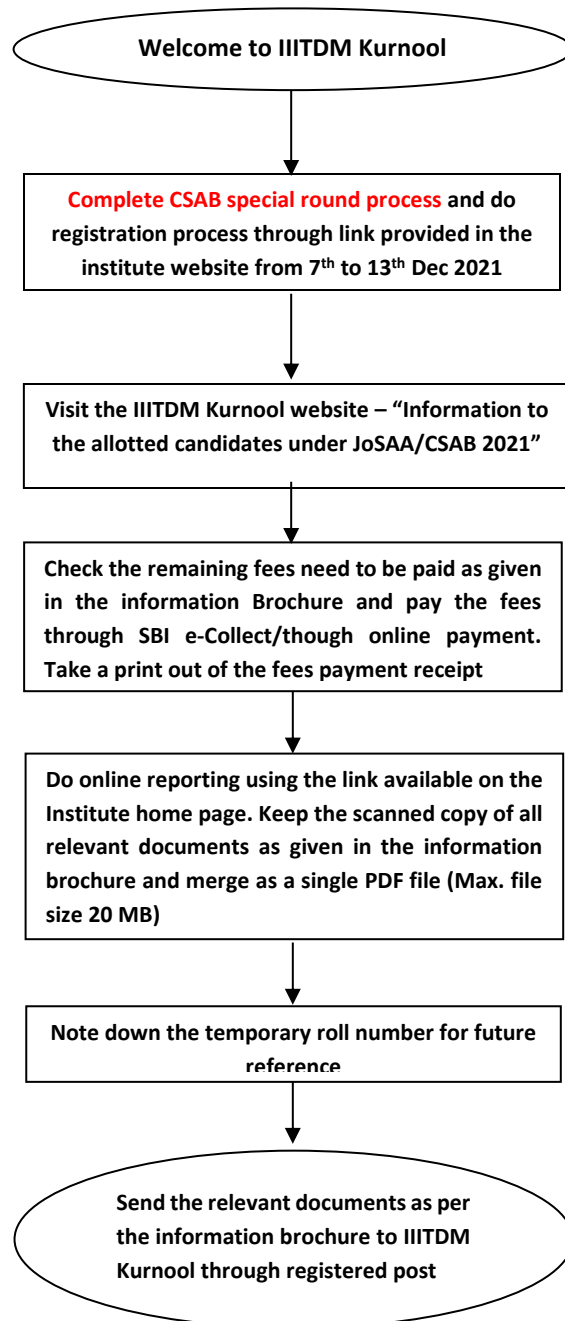 Welcome to IIITDM Kurnool
Complete CSAB special round process and do
registration process through link provided in the
institute website from 7th to 13th Dec 2021
Visit the IIITDM Kurnool website – “Information to
the allotted candidates under JoSAA/CSAB 2021”
Check the remaining fees need to be paid as given
in the information Brochure and pay the fees
through SBI e-Collect/though online payment.
Take a print out of the fees payment receipt
Do online reporting using the link available on the
Institute home page. Keep the scanned copy of all
relevant documents as given in the information
brochure and merge as a single PDF file (Max. file
size 20 MB)
Note down the temporary roll number for future
reference
Send the relevant documents as per
the information brochure to IIITDM
Kurnool through registered post